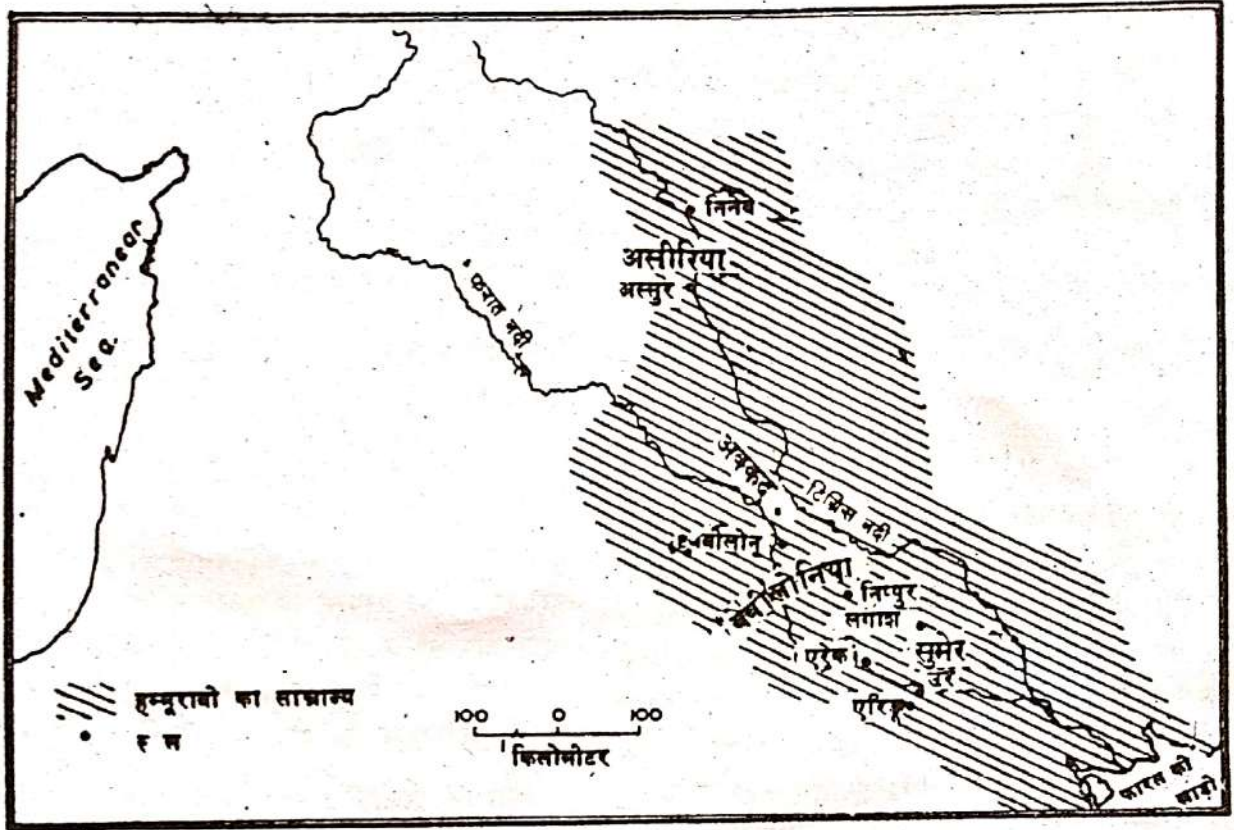 Mediterranean
Sea.
निनेवे
असीरिया
अस्सुर
फरात नदी
अक्कद
टिग्रिस नदी
बेबीलोनिया
निप्पुर
लगाश
सुमेर
एरेक
उर
एरिडू
हम्मूराबी का साम्राज्य
100 0 100
किलोमीटर
फारस की
खाड़ी